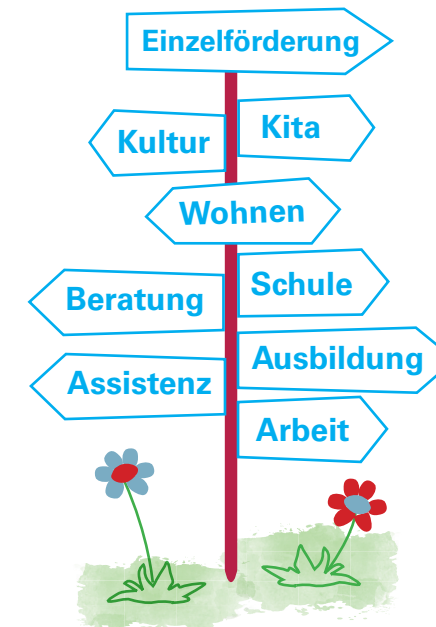 Einzelförderung
Kultur
Kita
Wohnen
Beratung
Schule
Assistenz
Ausbildung
Arbeit